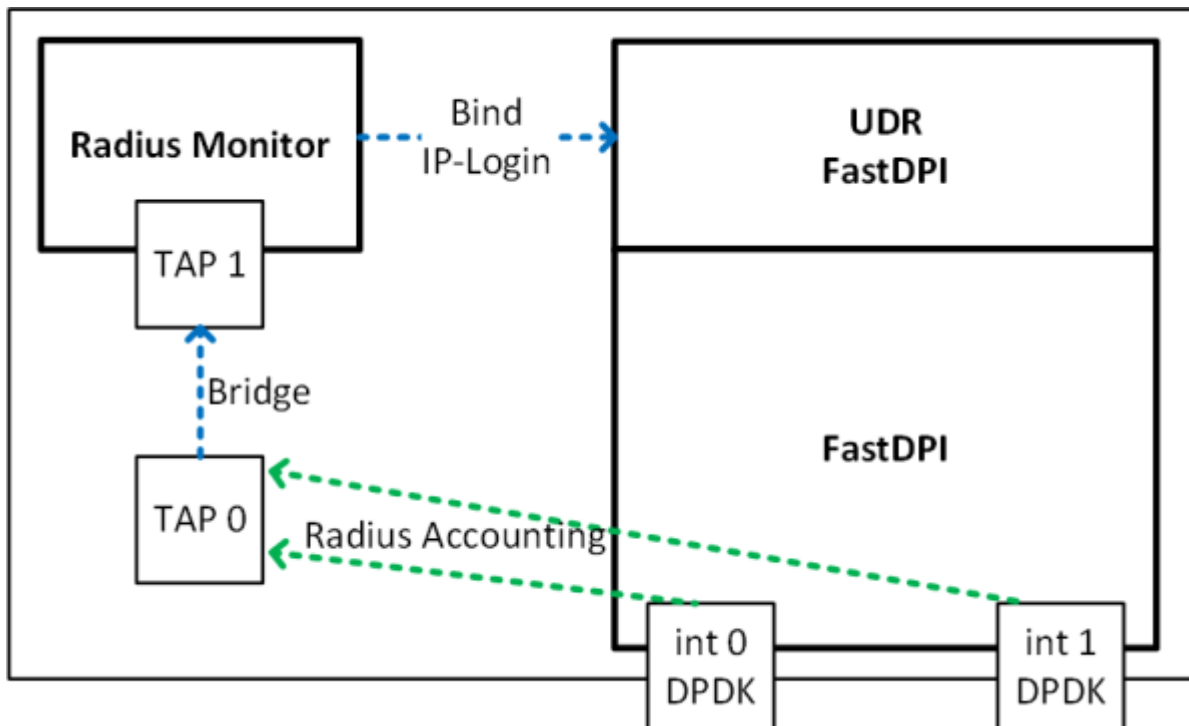 Radius Monitor
TAP 1
Bind
IP-Login
UDR
FastDPI
Bridge
TAP 0
Radius Accounting
FastDPI
int 0
DPDK
int 1
DPDK